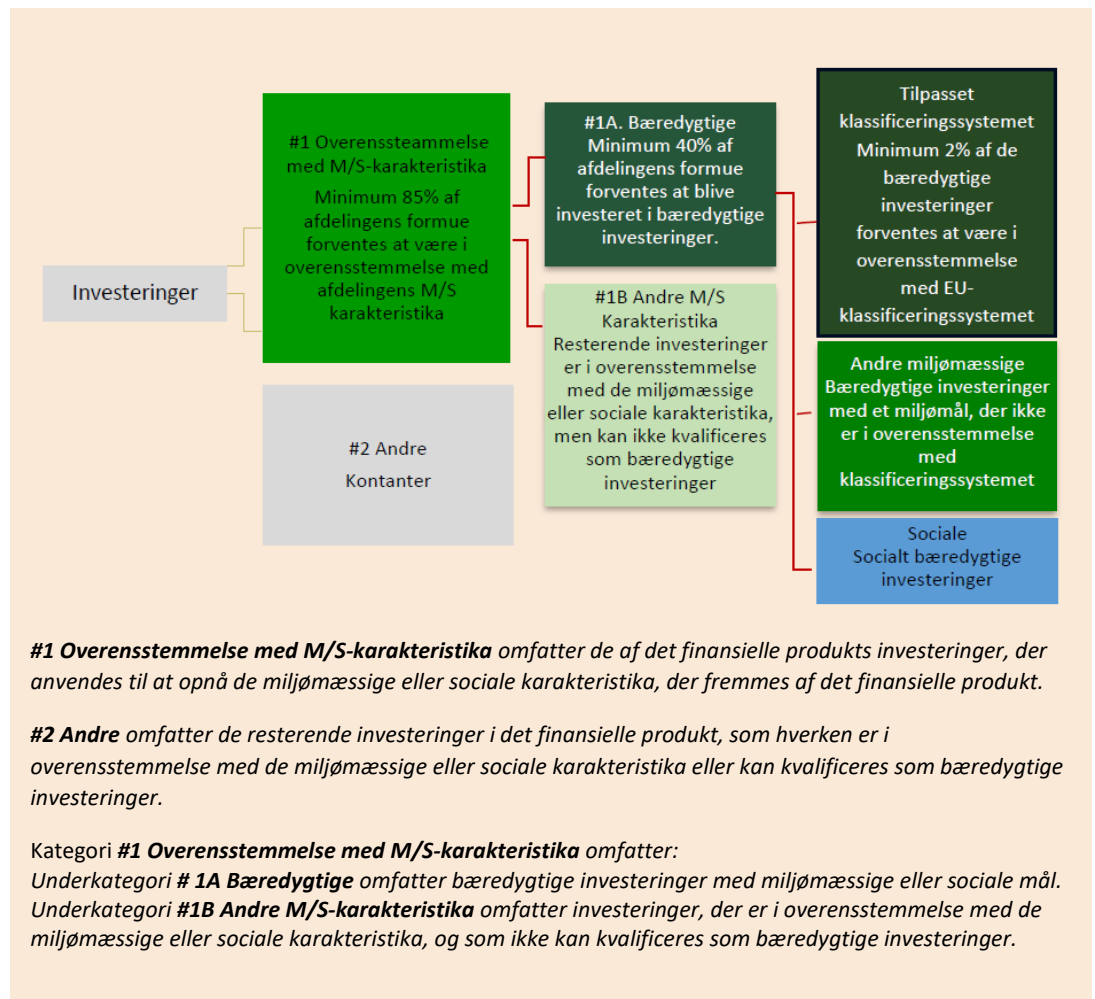 Investeringer
#1 Overenssteammelse
med M/S-karakteristika
Minimum 85% af
afdelingens formue
forventes at være i
overensstemmelse med
afdelingens M/S
karakteristika
#2 Andre
Kontanter
#1A. Bæredygtige
Minimum 40% af
afdelingens formue
forventes at blive
investeret i bæredygtige
investeringer.
#1B Andre M/S
Karakteristika
Resterende investeringer
er i overensstemmelse
med de miljømæssige
eller sociale karakteristika,
men kan ikke kvalificeres
som bæredygtige
investeringer
Tilpasset
klassificeringssystemet
Minimum 2% af de
bæredygtige
investeringer
forventes at være i
overensstemmelse
med EU-
klassificeringssystemet
Andre miljømæssige
Bæredygtige investeringer
med et miljømål, der ikke
er i overensstemmelse
med
klassificeringssystemet
Sociale
Socialt bæredygtige
investeringer
#1 Overensstemmelse med M/S-karakteristika omfatter de af det finansielle produkts investeringer, der
anvendes til at opnå de miljømæssige eller sociale karakteristika, der fremmes af det finansielle produkt.
#2 Andre omfatter de resterende investeringer i det finansielle produkt, som hverken er i
overensstemmelse med de miljømæssige eller sociale karakteristika eller kan kvalificeres som bæredygtige
investeringer.
Kategori #1 Overensstemmelse med M/S-karakteristika omfatter:
Underkategori # 1A Bæredygtige omfatter bæredygtige investeringer med miljømæssige eller sociale mål.
Underkategori #1B Andre M/S-karakteristika omfatter investeringer, der er i overensstemmelse med de
miljømæssige eller sociale karakteristika, og som ikke kan kvalificeres som bæredygtige investeringer.